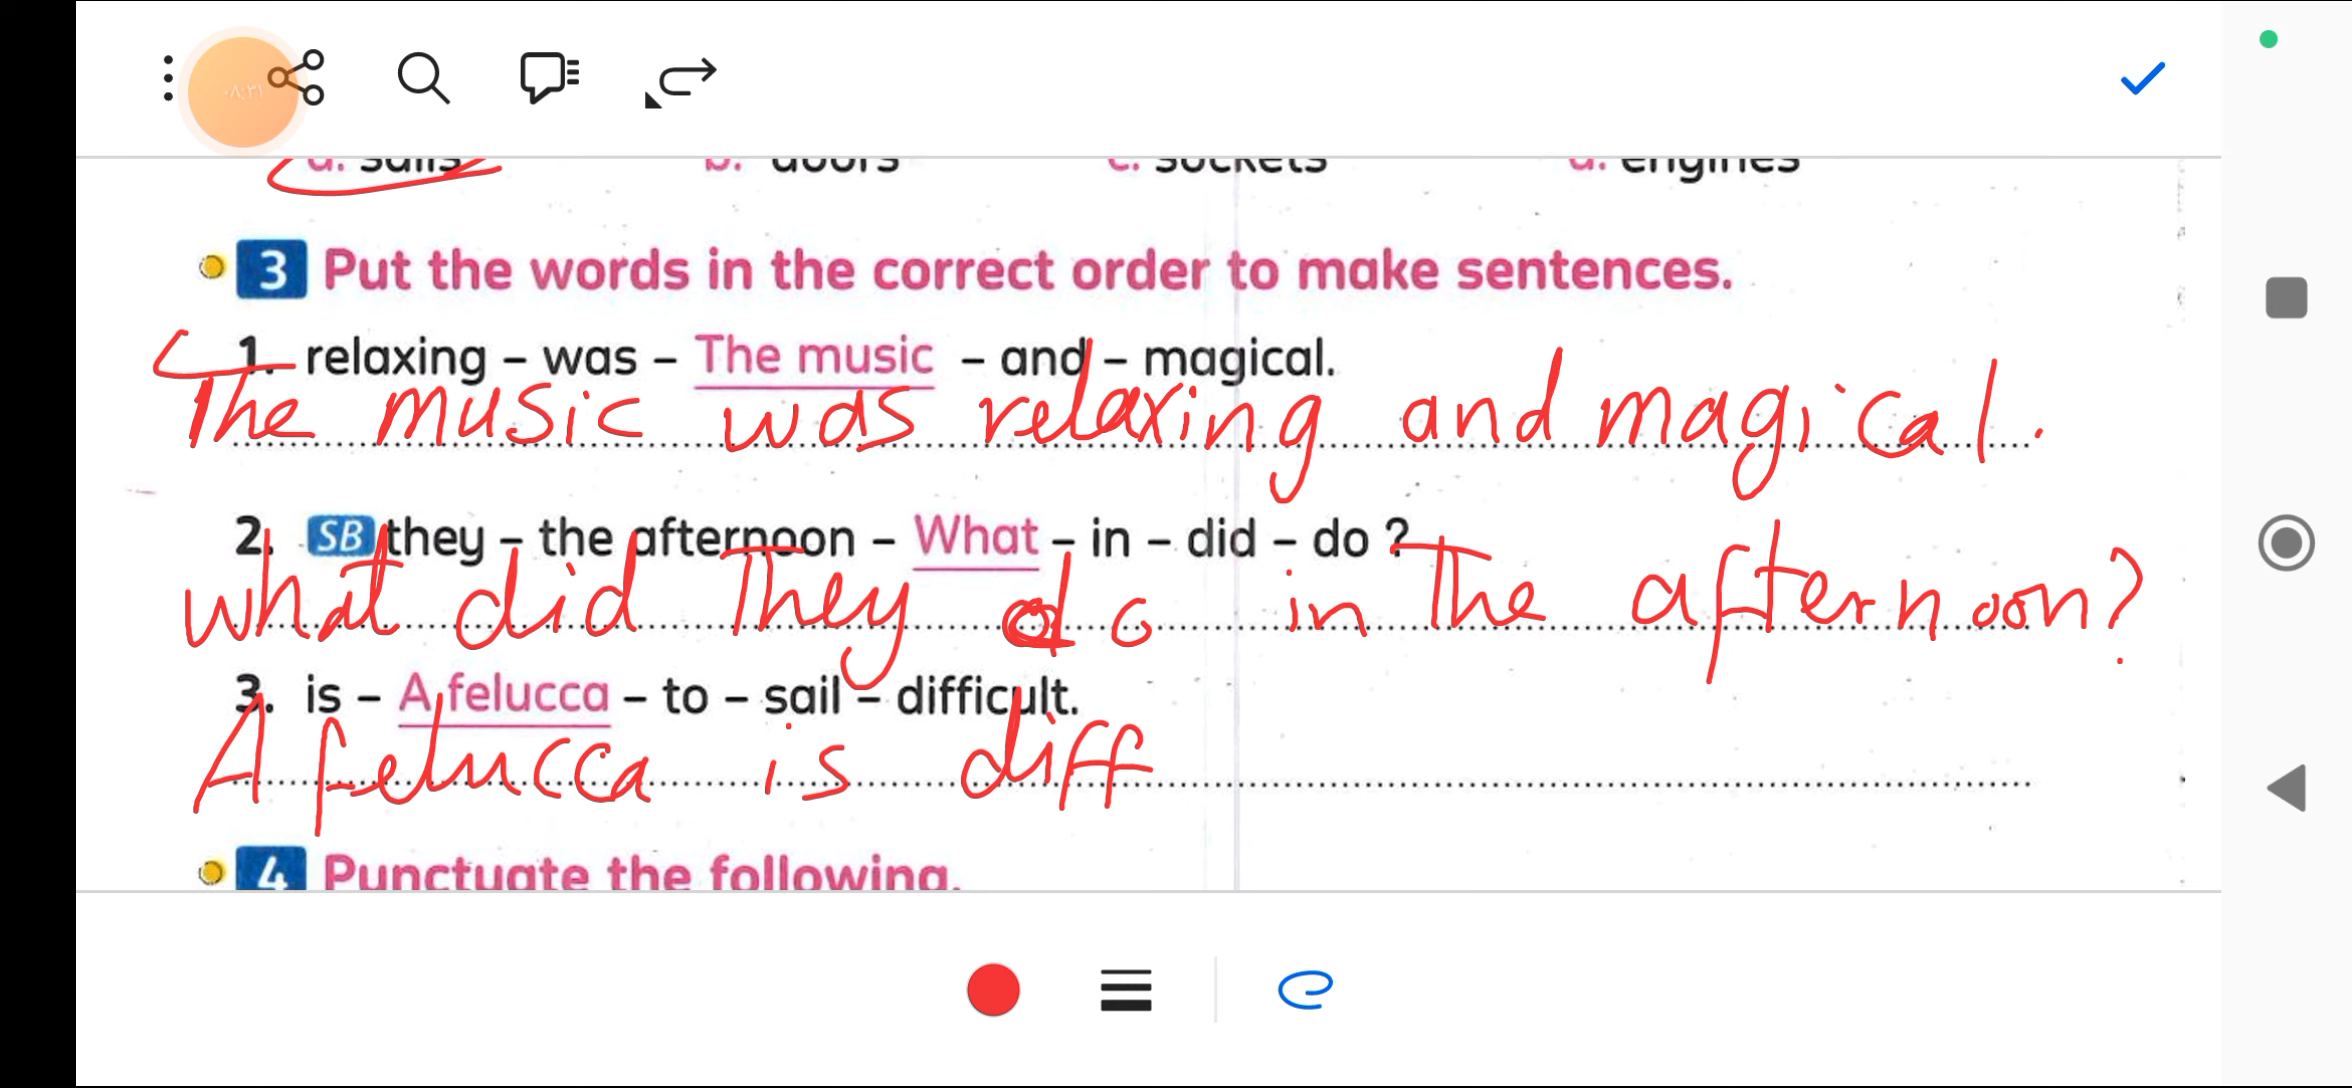 ٠٨:٣١
a. sails b. doors c. sockets d. engines
3 Put the words in the correct order to make sentences.
1. relaxing – was – The music – and – magical.
The music was relaxing and magical.
2. SB they – the afternoon – What – in – did – do ?
what did They do in The afternoon?
3. is – A felucca – to – sail – difficult.
A felucca is diff
4 Punctuate the following.